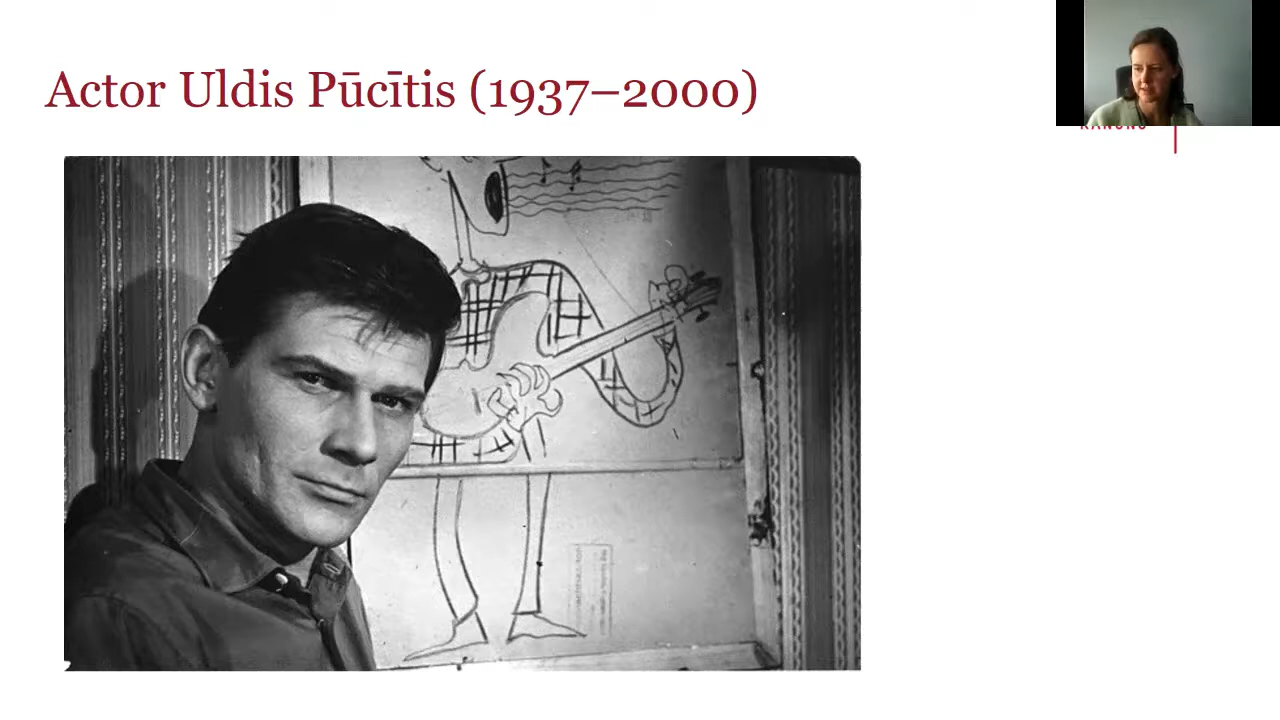 Actor Uldis Pūcītis (1937–2000)